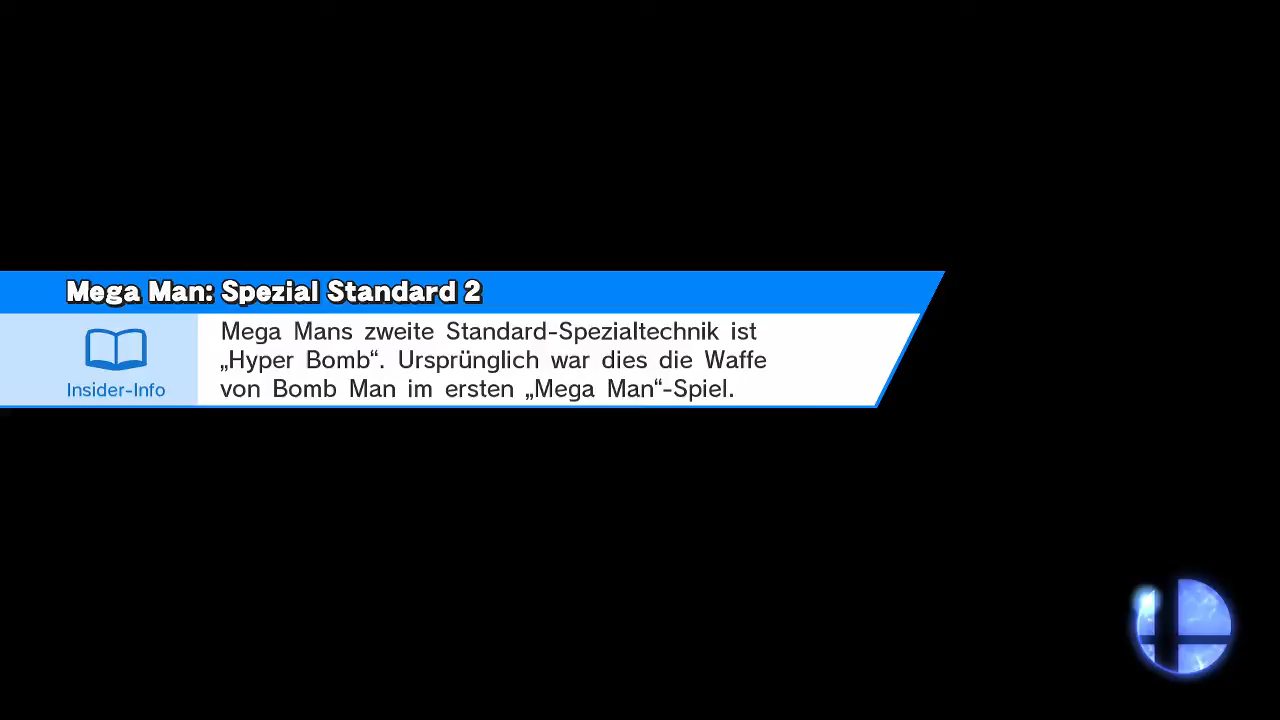 Mega Man: Spezial Standard 2
Mega Mans zweite Standard-Spezialtechnik ist
„Hyper Bomb“. Ursprünglich war dies die Waffe
von Bomb Man im ersten „Mega Man“-Spiel.
Insider-Info